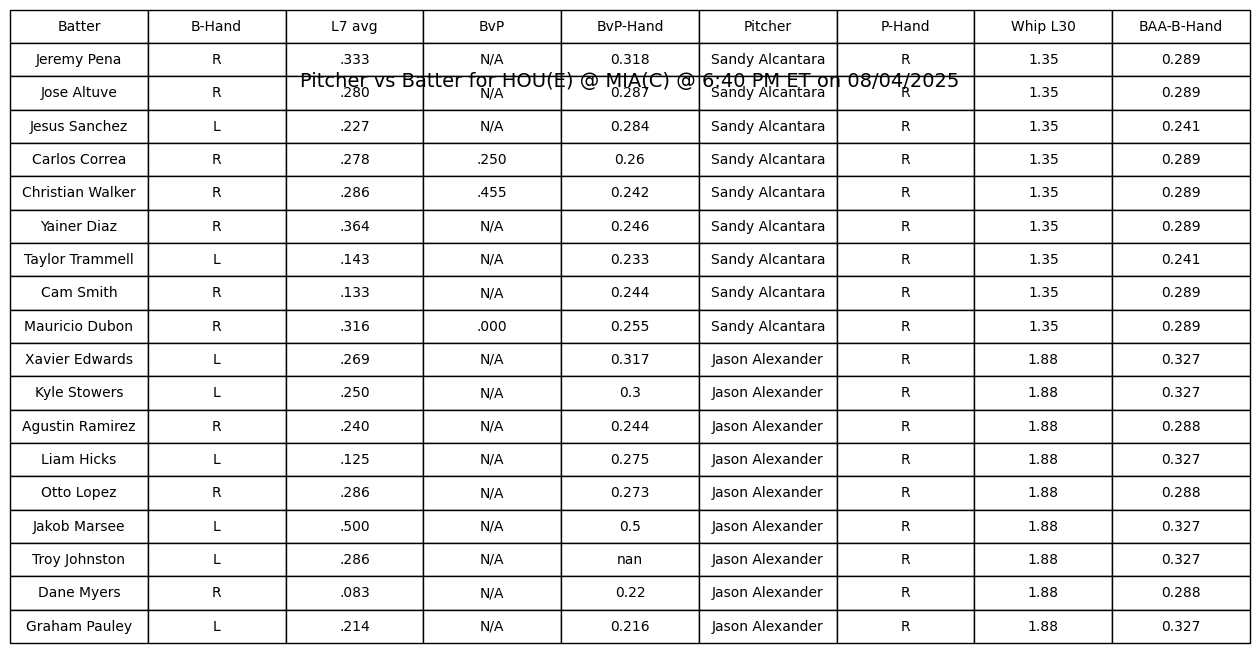 Batter B-Hand L7 avg BvP BvP-Hand Pitcher P-Hand Whip L30 BAA-B-Hand
Jeremy Pena R .333 N/A 0.318 Sandy Alcantara R 1.35 0.289
Pitcher vs Batter for HOU(E) @ MIA(C) @ 6:40 PM ET on 08/04/2025
Jose Altuve R .280 N/A 0.287 Sandy Alcantara R 1.35 0.289
Jesus Sanchez L .227 N/A 0.284 Sandy Alcantara R 1.35 0.241
Carlos Correa R .278 .250 0.26 Sandy Alcantara R 1.35 0.289
Christian Walker R .286 .455 0.242 Sandy Alcantara R 1.35 0.289
Yainer Diaz R .364 N/A 0.246 Sandy Alcantara R 1.35 0.289
Taylor Trammell L .143 N/A 0.233 Sandy Alcantara R 1.35 0.241
Cam Smith R .133 N/A 0.244 Sandy Alcantara R 1.35 0.289
Mauricio Dubon R .316 .000 0.255 Sandy Alcantara R 1.35 0.289
Xavier Edwards L .269 N/A 0.317 Jason Alexander R 1.88 0.327
Kyle Stowers L .250 N/A 0.3 Jason Alexander R 1.88 0.327
Agustin Ramirez R .240 N/A 0.244 Jason Alexander R 1.88 0.288
Liam Hicks L .125 N/A 0.275 Jason Alexander R 1.88 0.327
Otto Lopez R .286 N/A 0.273 Jason Alexander R 1.88 0.288
Jakob Marsee L .500 N/A 0.5 Jason Alexander R 1.88 0.327
Troy Johnston L .286 N/A nan Jason Alexander R 1.88 0.327
Dane Myers R .083 N/A 0.22 Jason Alexander R 1.88 0.288
Graham Pauley L .214 N/A 0.216 Jason Alexander R 1.88 0.327